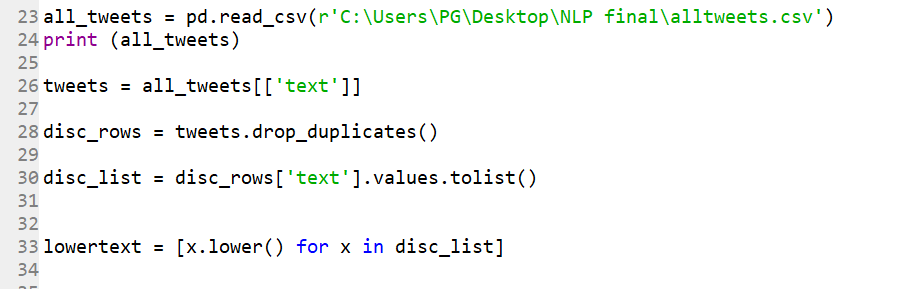 23 all_tweets = pd.read_csv(r'C:\Users\PG\Desktop\NLP final\alltweets.csv')
24 print (all_tweets)
25
26 tweets = all_tweets[['text']]
27
28 disc_rows = tweets.drop_duplicates()
29
30 disc_list = disc_rows['text'].values.tolist()
31
32
33 lowertext = [x.lower() for x in disc_list]
34